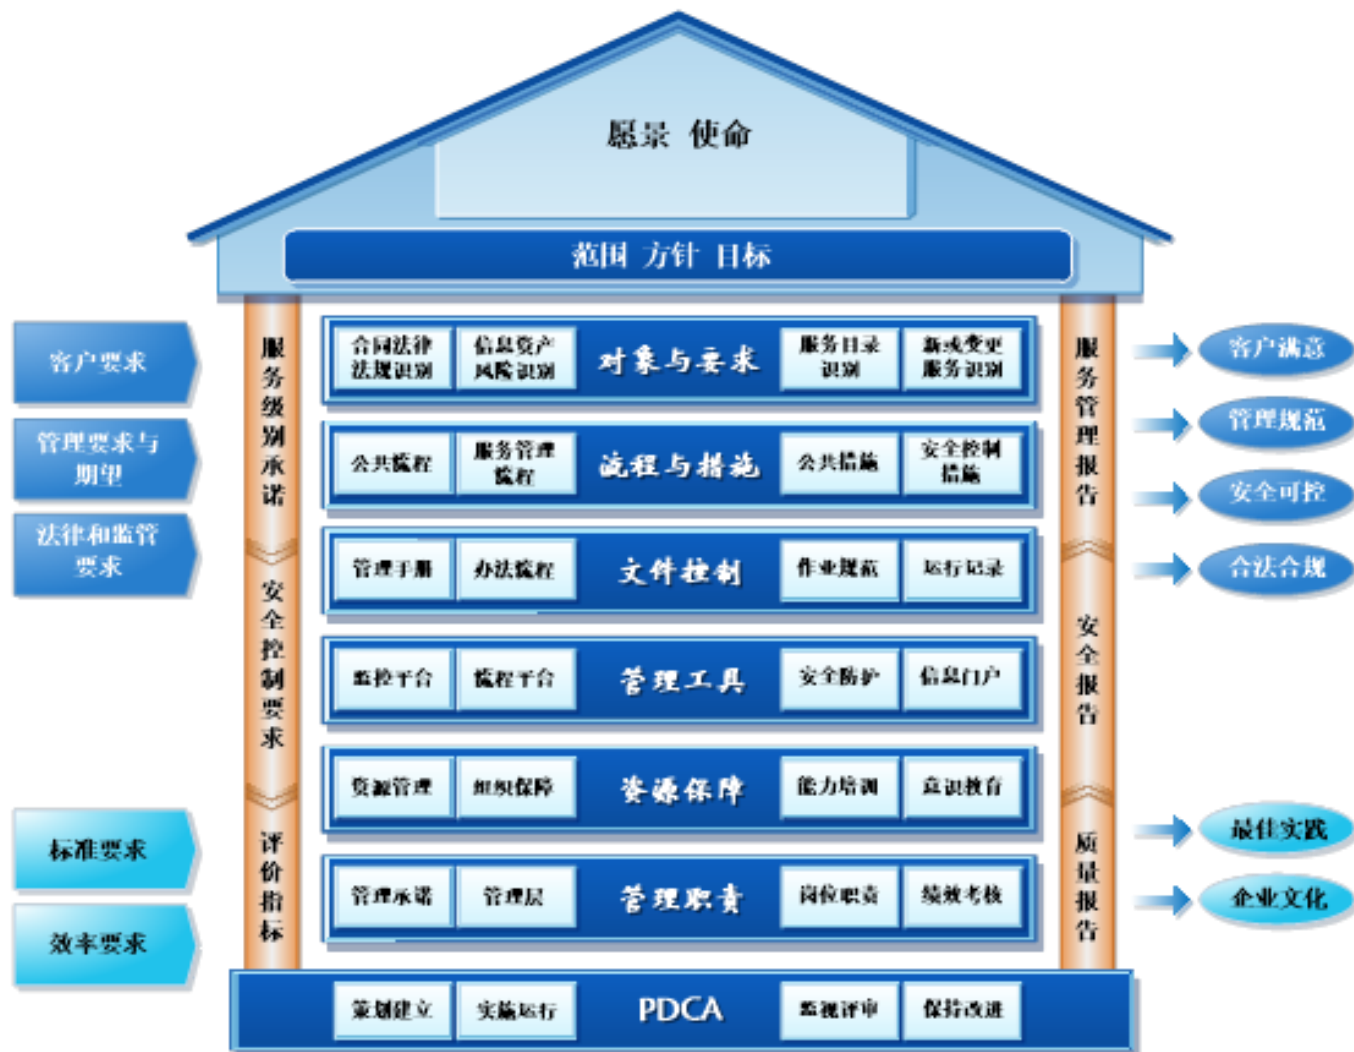 愿景 使命
范围 方针 目标
客户要求
管理要求与
期望
法律和监管
要求
标准要求
效率要求
服务级别承诺
安全控制要求
评价指标
合同法律
法规识别
信息资产
风险识别
对象与要求
服务目录
识别
新或变更
服务识别
公共流程
服务管理
流程
流程与措施
公共措施
安全控制
措施
管理手册
办法流程
文件控制
作业规范
运行记录
监控平台
流程平台
管理工具
安全防护
信息门户
资源管理
组织保障
资源保障
能力培训
意识教育
管理承诺
管理层
管理职责
岗位职责
绩效考核
策划建立
实施运行
PDCA
监视评审
保持改进
服务管理报告
安全报告
质量报告
客户满意
管理规范
安全可控
合法合规
最佳实践
企业文化